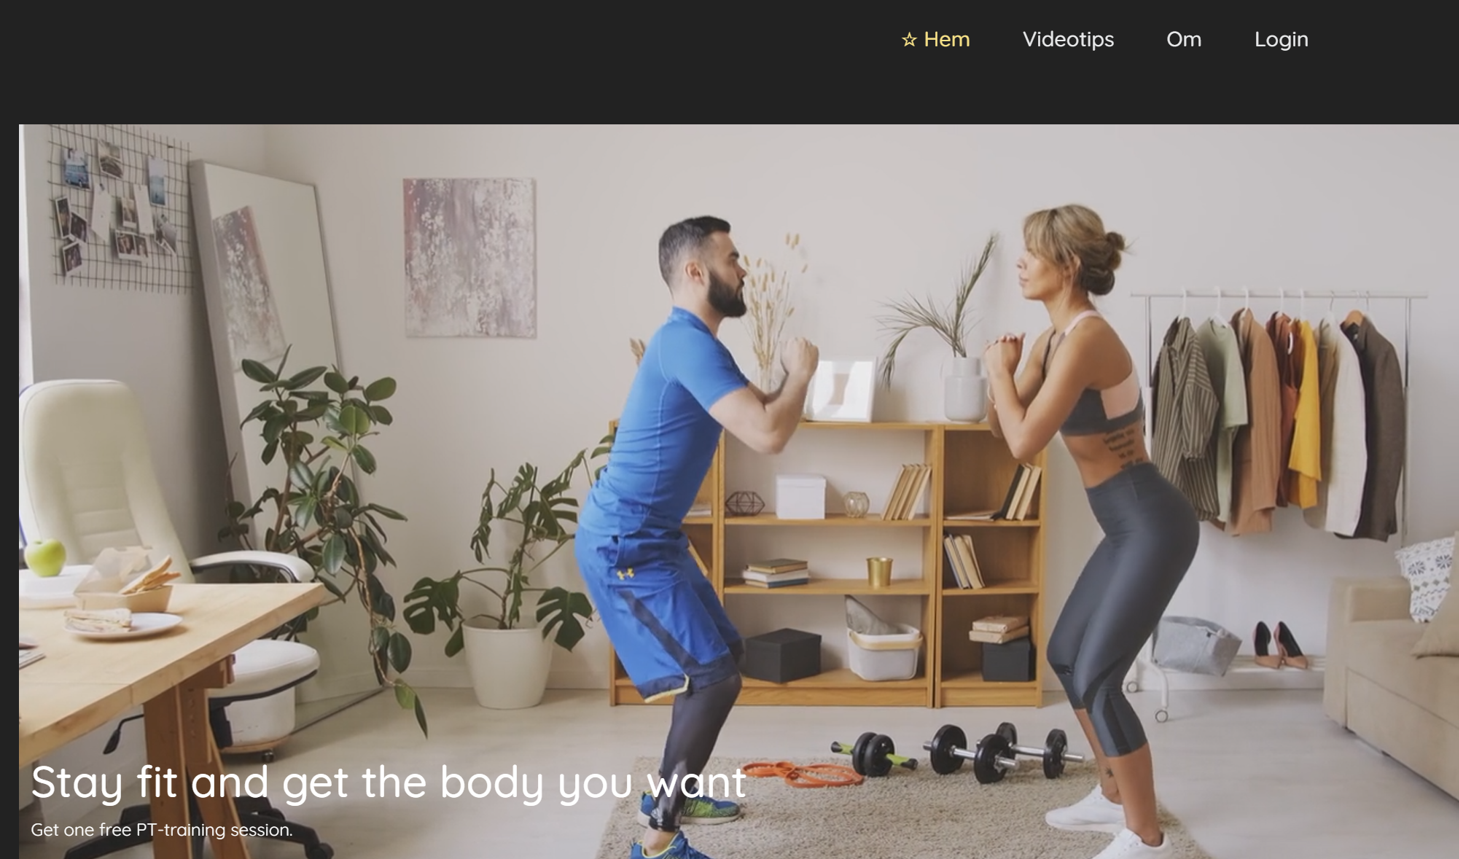 ☆ Hem
Videotips
Om
Login
Stay fit and get the body you want
Get one free PT-training session.